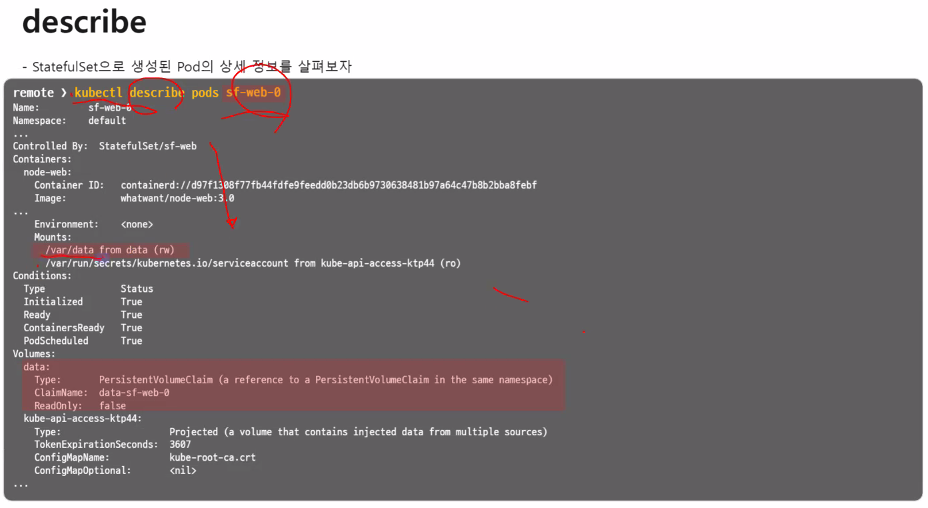 describe
- StatefulSet으로 생성된 Pod의 상세 정보를 살펴보자
remote ❯ kubectl describe pods sf-web-0
Name: sf-web-0
Namespace: default
...
Controlled By: StatefulSet/sf-web
Containers:
node-web:
Container ID: containerd://d97f1308f77fb44fdfe9feedd0b23db6b9730638481b97a64c47b8b2bba8febf
Image: whatwant/node-web:3.0
...
Environment: <none>
Mounts:
/var/data from data (rw)
/var/run/secrets/kubernetes.io/serviceaccount from kube-api-access-ktp44 (ro)
Conditions:
Type Status
Initialized True
Ready True
ContainersReady True
PodScheduled True
Volumes:
data:
Type: PersistentVolumeClaim (a reference to a PersistentVolumeClaim in the same namespace)
ClaimName: data-sf-web-0
ReadOnly: false
kube-api-access-ktp44:
Type: Projected (a volume that contains injected data from multiple sources)
TokenExpirationSeconds: 3607
ConfigMapName: kube-root-ca.crt
ConfigMapOptional: <nil>
...